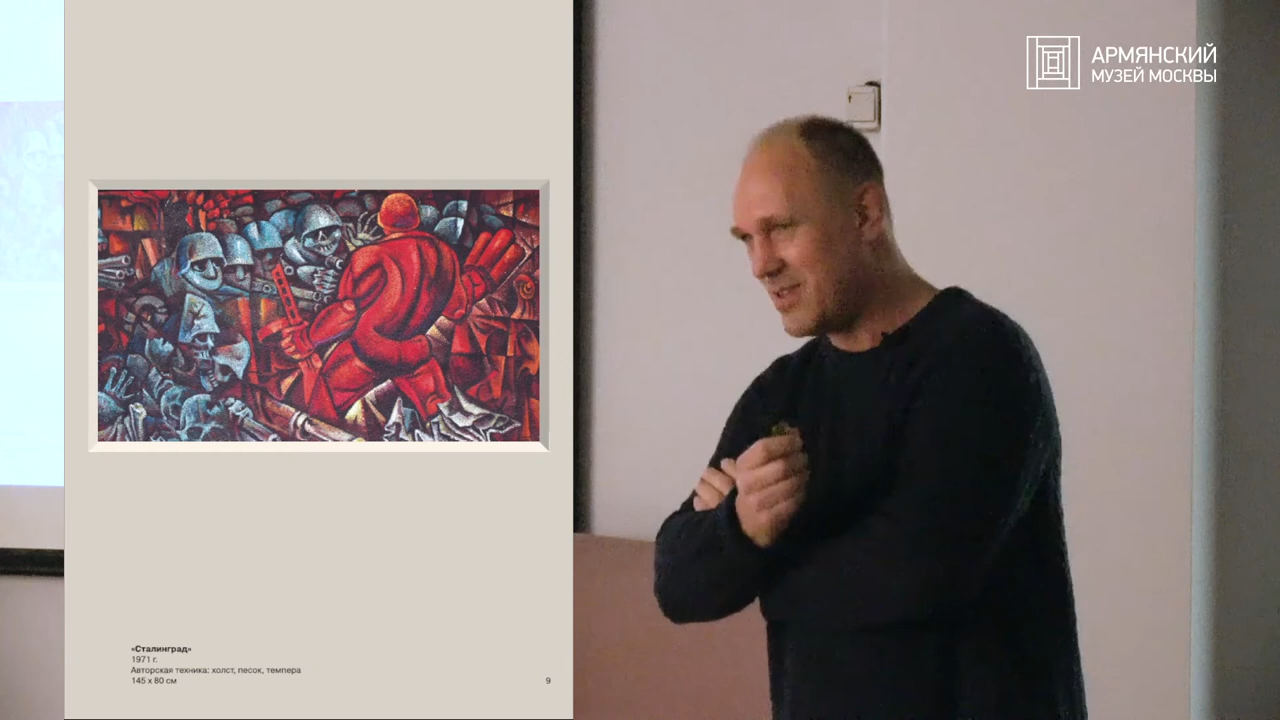 АРМЯНСКИЙ
МУЗЕЙ МОСКВЫ
«Сталинград»
1971 г.
Авторская техника: холст, песок, темпера
145 х 80 см
9